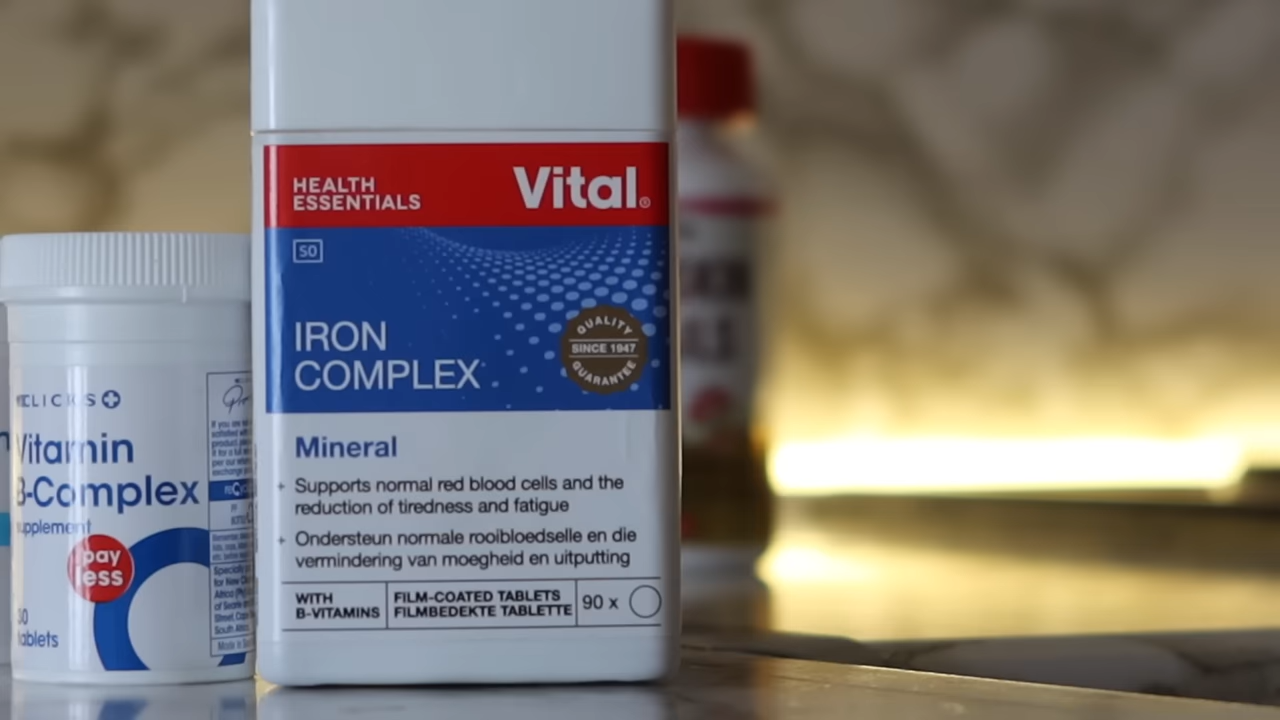 HEALTH
ESSENTIALS
Vital®
S0
IRON
COMPLEX
QUALITY
SINCE 1947
GUARANTEE
Mineral
+ Supports normal red blood cells and the
reduction of tiredness and fatigue
+ Ondersteun normale rooibloedselle en die
vermindering van moegheid en uitputting
WITH
B-VITAMINS
FILM-COATED TABLETS
FILMBEDEKTE TABLETTE
90 x
CLICKS
Vitamin
B-Complex
supplement
pay
less
30
tablets